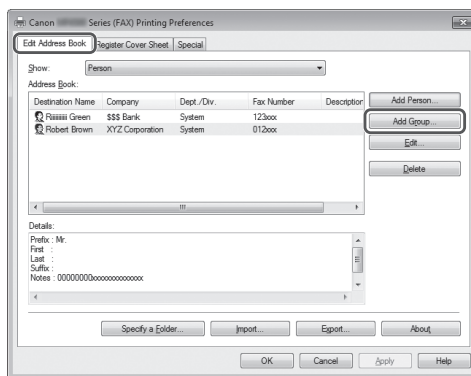 Canon Series (FAX) Printing Preferences
Edit Address Book Register Cover Sheet Special
Show: Person
Address Book:
Destination Name Company Dept./Div. Fax Number Description
Green $$$ Bank System 123xxx
Robert Brown XYZ Corporation System 012xxx
Add Person...
Add Group...
Edit...
Delete
Details:
Prefix : Mr.
First :
Last :
Suffix :
Notes : 00000000xxxxxxxxxxxxxx
Specify a Folder... Import... Export... About
OK Cancel Apply Help